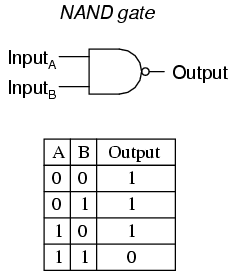 NAND gate
InputA
Output
InputB
A B Output
0 0 1
0 1 1
1 0 1
1 1 0